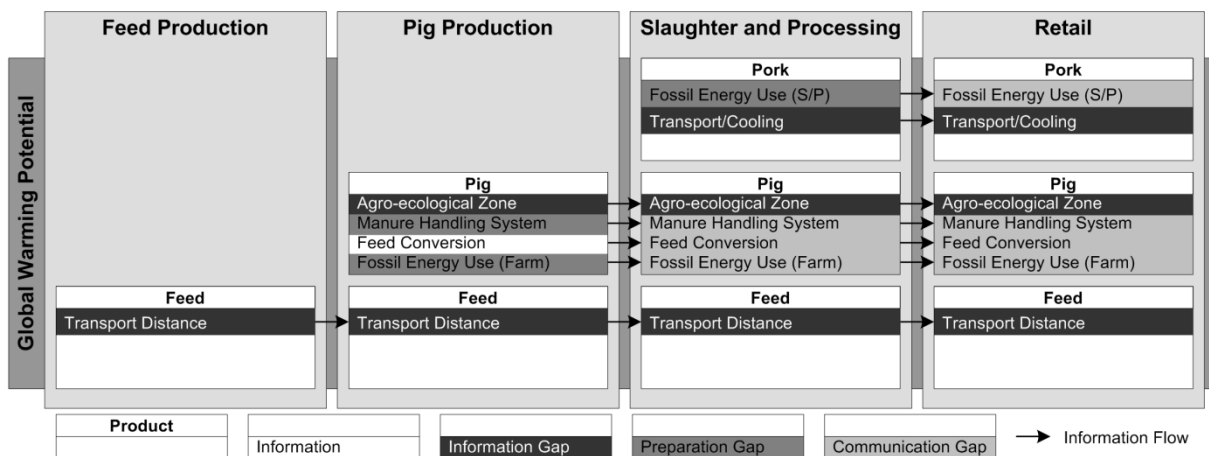 Feed Production
Pig Production
Slaughter and Processing
Retail
Global Warming Potential
Pork
Fossil Energy Use (S/P)
Transport/Cooling
Pork
Fossil Energy Use (S/P)
Transport/Cooling
Pig
Agro-ecological Zone
Manure Handling System
Feed Conversion
Fossil Energy Use (Farm)
Pig
Agro-ecological Zone
Manure Handling System
Feed Conversion
Fossil Energy Use (Farm)
Pig
Agro-ecological Zone
Manure Handling System
Feed Conversion
Fossil Energy Use (Farm)
Feed
Transport Distance
Feed
Transport Distance
Feed
Transport Distance
Feed
Transport Distance
Product
Information
Information Gap
Preparation Gap
Communication Gap
Information Flow